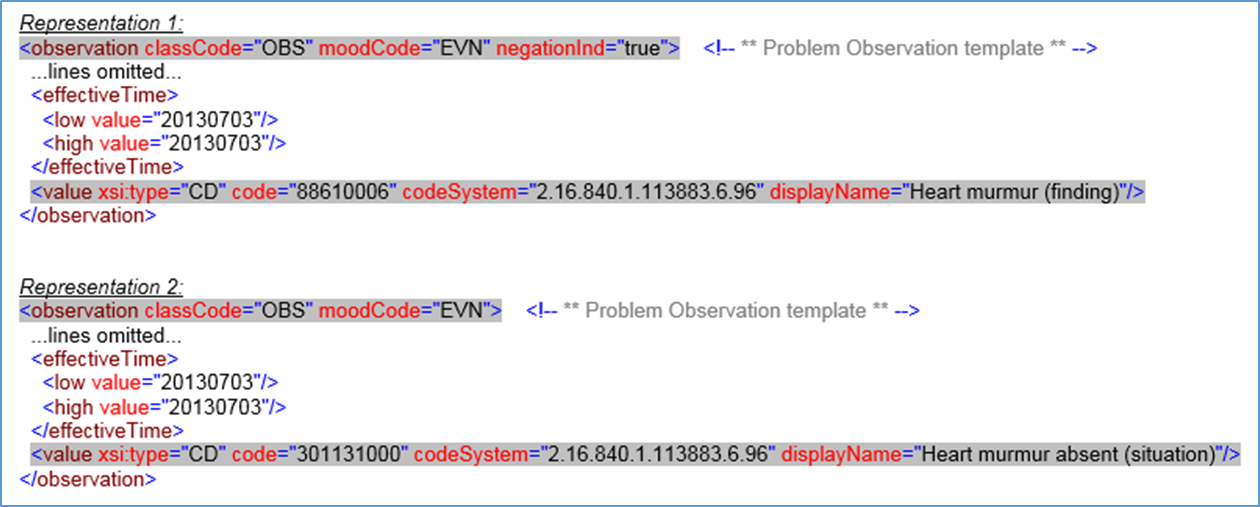 Representation 1:
<observation classCode="OBS" moodCode="EVN" negationInd="true"> <!-- ** Problem Observation template ** -->
...lines omitted...
<effectiveTime>
<low value="20130703"/>
<high value="20130703"/>
</effectiveTime>
<value xsi:type="CD" code="88610006" codeSystem="2.16.840.1.113883.6.96" displayName="Heart murmur (finding)"/>
</observation>
Representation 2:
<observation classCode="OBS" moodCode="EVN"> <!-- ** Problem Observation template ** -->
...lines omitted...
<effectiveTime>
<low value="20130703"/>
<high value="20130703"/>
</effectiveTime>
<value xsi:type="CD" code="301131000" codeSystem="2.16.840.1.113883.6.96" displayName="Heart murmur absent (situation)"/>
</observation>